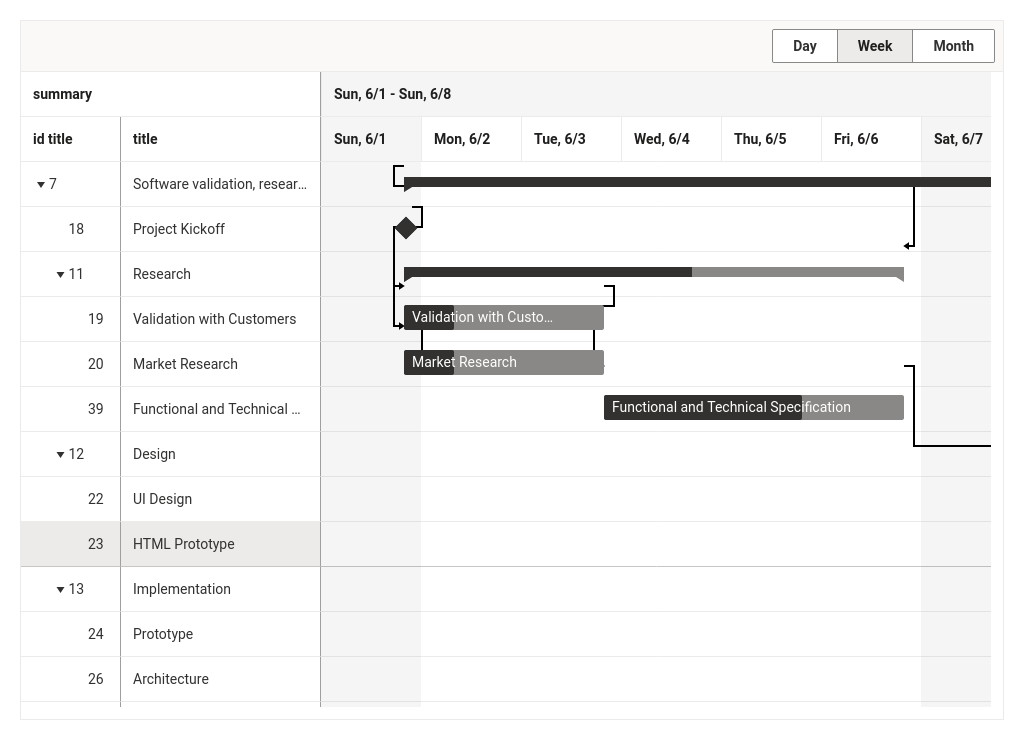 Day Week Month
summary Sun, 6/1 - Sun, 6/8
id title title Sun, 6/1 Mon, 6/2 Tue, 6/3 Wed, 6/4 Thu, 6/5 Fri, 6/6 Sat, 6/7
7 Software validation, resear…
18 Project Kickoff
11 Research
19 Validation with Customers Validation with Custo…
20 Market Research Market Research
39 Functional and Technical … Functional and Technical Specification
12 Design
22 UI Design
23 HTML Prototype
13 Implementation
24 Prototype
26 Architecture